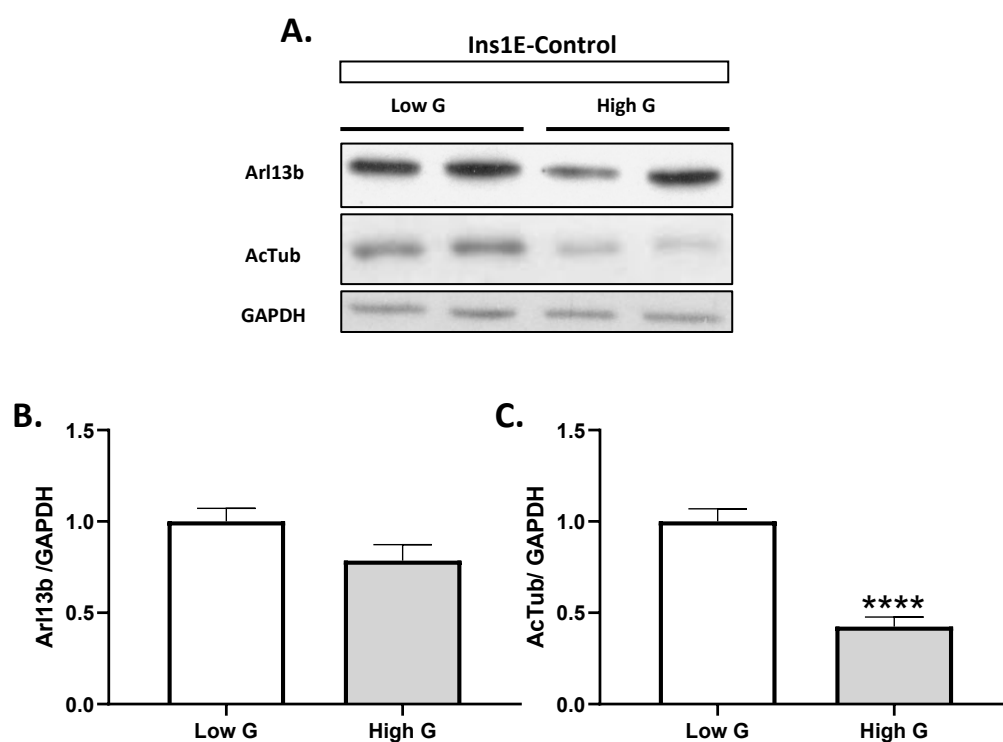 A.
Ins1E-Control
Low G High G
Arl13b
AcTub
GAPDH
B.
1.5
1.0
0.5
0.0
Arl13b /GAPDH
Low G High G
C.
1.5
1.0
0.5
0.0
AcTub/ GAPDH
****
Low G High G